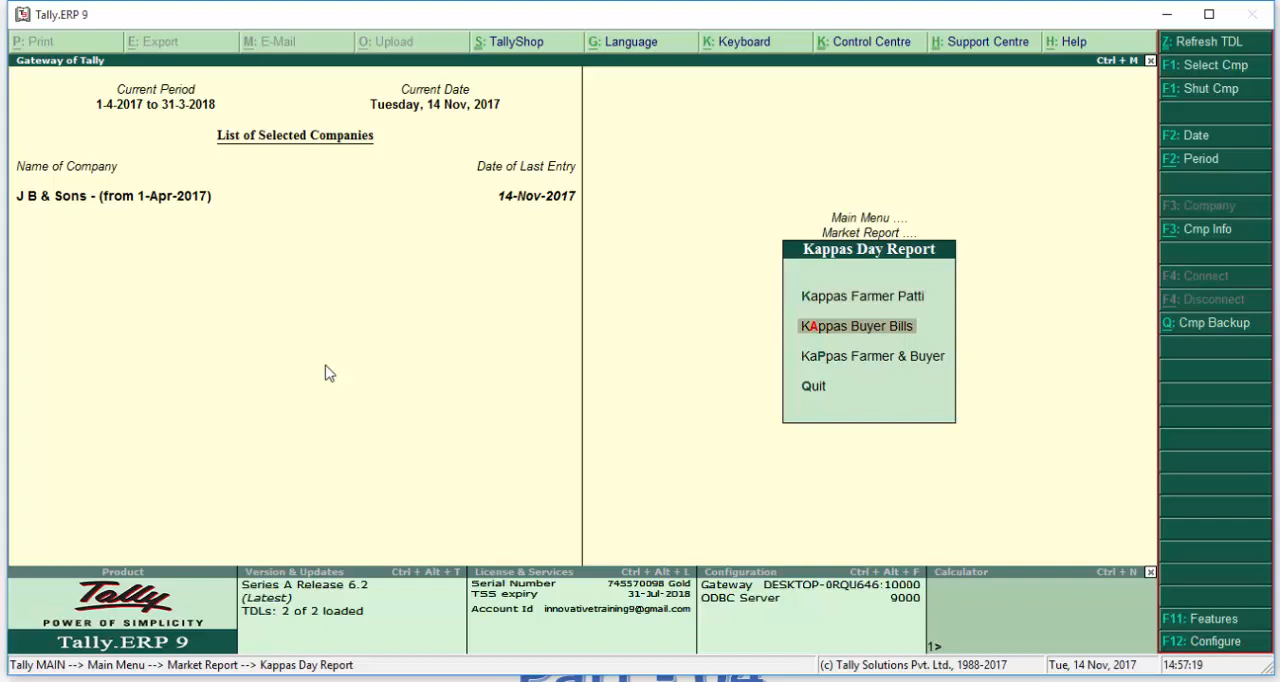 Tally.ERP 9
P: Print
E: Export
M: E-Mail
O: Upload
S: TallyShop
G: Language
K: Keyboard
K: Control Centre
H: Support Centre
H: Help
Gateway of Tally
Ctrl + M
Current Period
1-4-2017 to 31-3-2018
Current Date
Tuesday, 14 Nov, 2017
List of Selected Companies
Name of Company
Date of Last Entry
J B & Sons - (from 1-Apr-2017)
14-Nov-2017
Main Menu ....
Market Report ....
Kappas Day Report
Kappas Farmer Patti
KAppas Buyer Bills
KaPpas Farmer & Buyer
Quit
Z: Refresh TDL
F1: Select Cmp
F1: Shut Cmp
F2: Date
F2: Period
F3: Company
F3: Cmp Info
F4: Connect
F4: Disconnect
Q: Cmp Backup
F11: Features
F12: Configure
Product
Tally
POWER OF SIMPLICITY
Tally.ERP 9
Version & Updates
Ctrl + Alt + T
Series A Release 6.2
(Latest)
TDLs: 2 of 2 loaded
License & Services
Ctrl + Alt + L
Serial Number
745570098 Gold
TSS expiry
31-Jul-2018
Account Id
innovativetraining9@gmail.com
Configuration
Ctrl + Alt + F
Gateway
DESKTOP-0RQU646:10000
ODBC Server
9000
Calculator
Ctrl + N
1>
Tally MAIN --> Main Menu --> Market Report --> Kappas Day Report
(c) Tally Solutions Pvt. Ltd., 1988-2017
Tue, 14 Nov, 2017
14:57:19